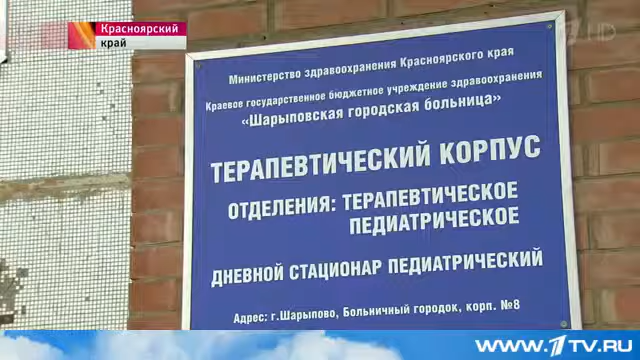 Красноярский
край
HD
Министерство здравоохранения Красноярского края
Краевое государственное бюджетное учреждение здравоохранения
«Шарыповская городская больница»
ТЕРАПЕВТИЧЕСКИЙ КОРПУС
ОТДЕЛЕНИЯ: ТЕРАПЕВТИЧЕСКОЕ
ПЕДИАТРИЧЕСКОЕ
ДНЕВНОЙ СТАЦИОНАР ПЕДИАТРИЧЕСКИЙ
Адрес: г.Шарыпово, Больничный городок, корп. №8
www.1TV.RU